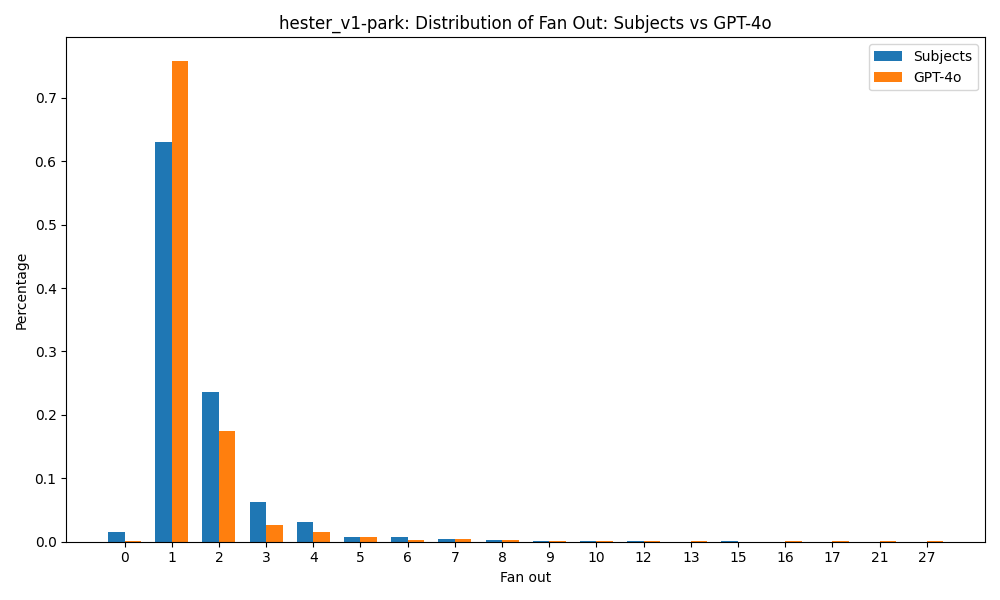 hester_v1-park: Distribution of Fan Out: Subjects vs GPT-4o
Subjects
GPT-4o
Percentage
0.7
0.6
0.5
0.4
0.3
0.2
0.1
0.0
0 1 2 3 4 5 6 7 8 9 10 12 13 15 16 17 21 27
Fan out